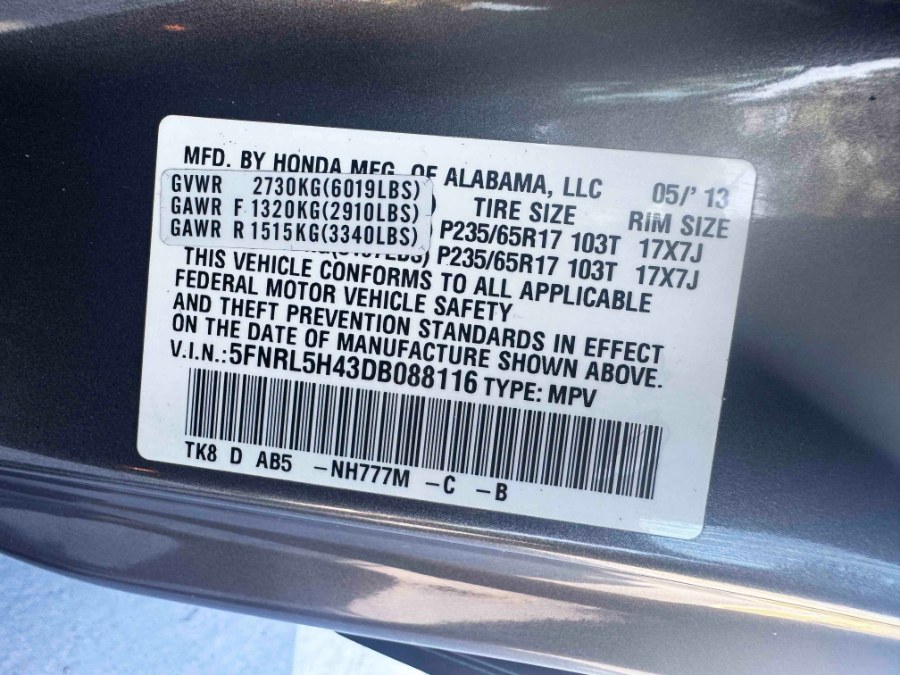 MFD. BY HONDA MFG. OF ALABAMA, LLC 05/' 13
GVWR 2730KG(6019LBS)
GAWR F 1320KG(2910LBS) TIRE SIZE RIM SIZE
GAWR R 1515KG(3340LBS) P235/65R17 103T 17X7J
P235/65R17 103T 17X7J
THIS VEHICLE CONFORMS TO ALL APPLICABLE
FEDERAL MOTOR VEHICLE SAFETY
AND THEFT PREVENTION STANDARDS IN EFFECT
ON THE DATE OF MANUFACTURE SHOWN ABOVE.
V.I.N.:5FNRL5H43DB088116 TYPE: MPV
TK8 D AB5 -NH777M -C -B